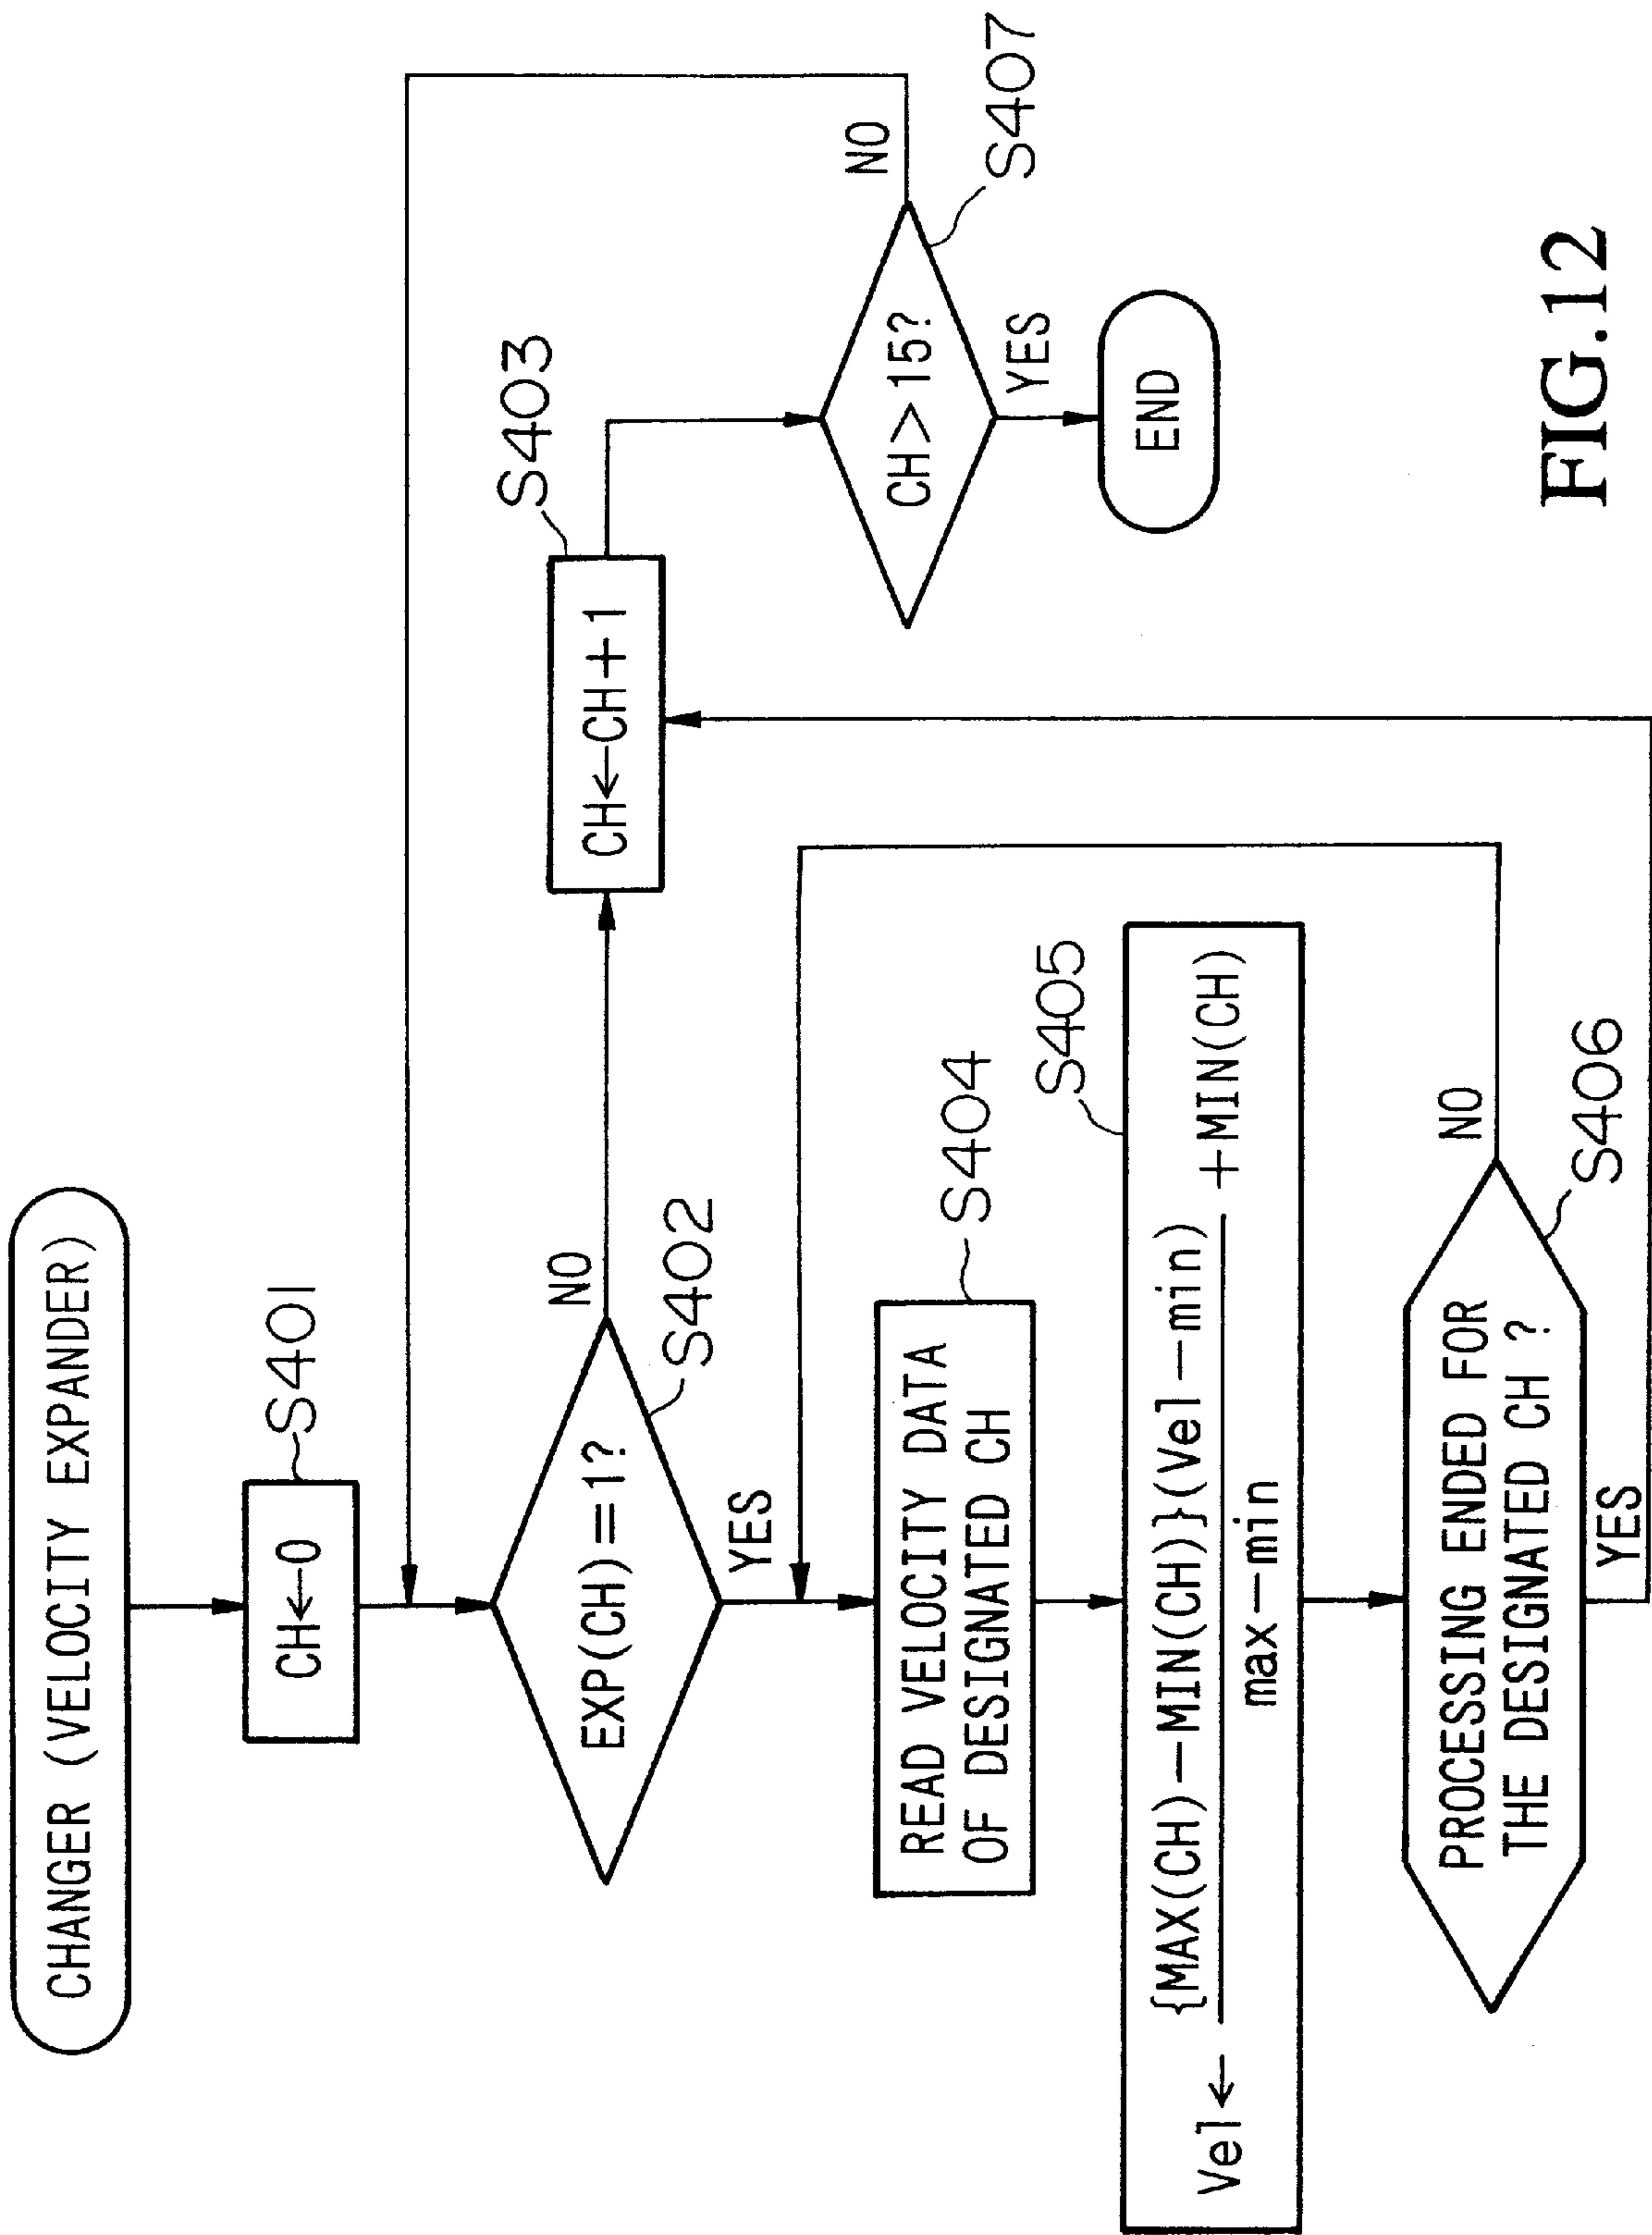 CHANGER (VELOCITY EXPANDER)
CH←0
S401
EXP(CH)=1?
NO
S402
YES
CH←CH+1
S403
READ VELOCITY DATA
OF DESIGNATED CH
S404
Vel← {MAX(CH)−MIN(CH)}(Vel−min) +MIN(CH)
max−min
S405
PROCESSING ENDED FOR
THE DESIGNATED CH ?
NO
S406
YES
CH>15?
NO
S407
YES
END
FIG.12